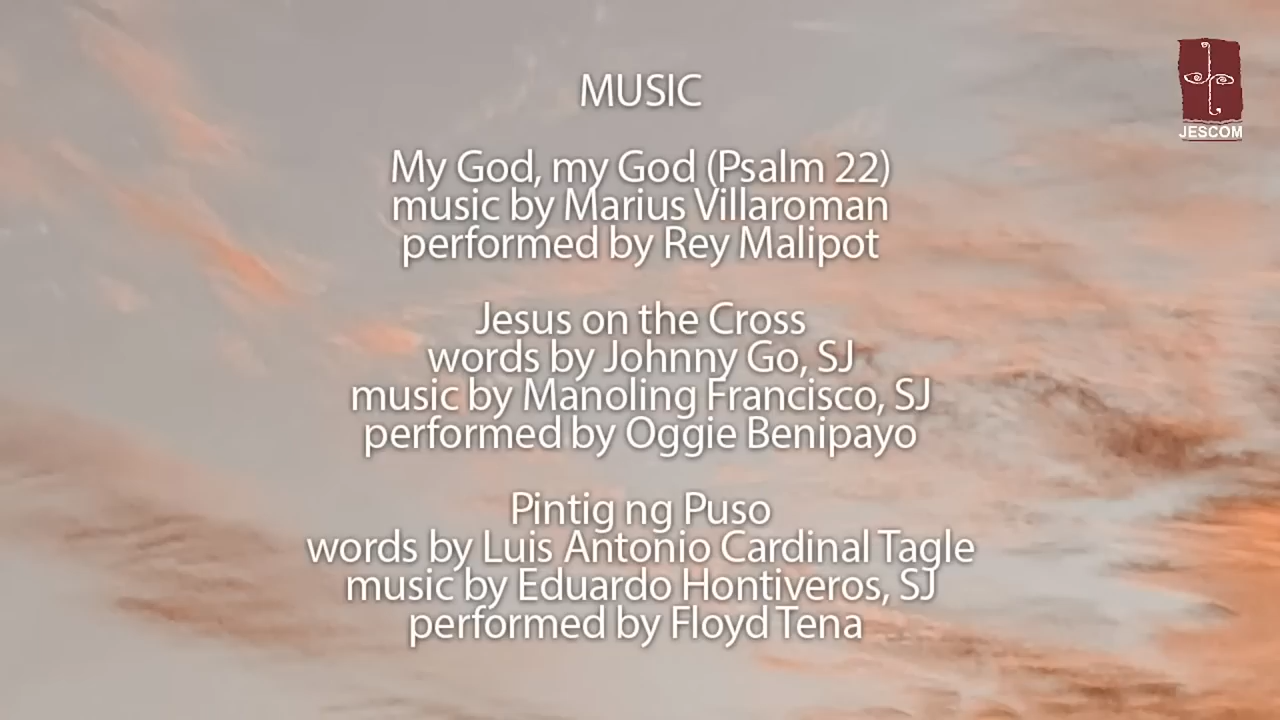 MUSIC
My God, my God (Psalm 22)
music by Marius Villaroman
performed by Rey Malipot
Jesus on the Cross
words by Johnny Go, SJ
music by Manoling Francisco, SJ
performed by Oggie Benipayo
Pintig ng Puso
words by Luis Antonio Cardinal Tagle
music by Eduardo Hontiveros, SJ
performed by Floyd Tena
JESCOM